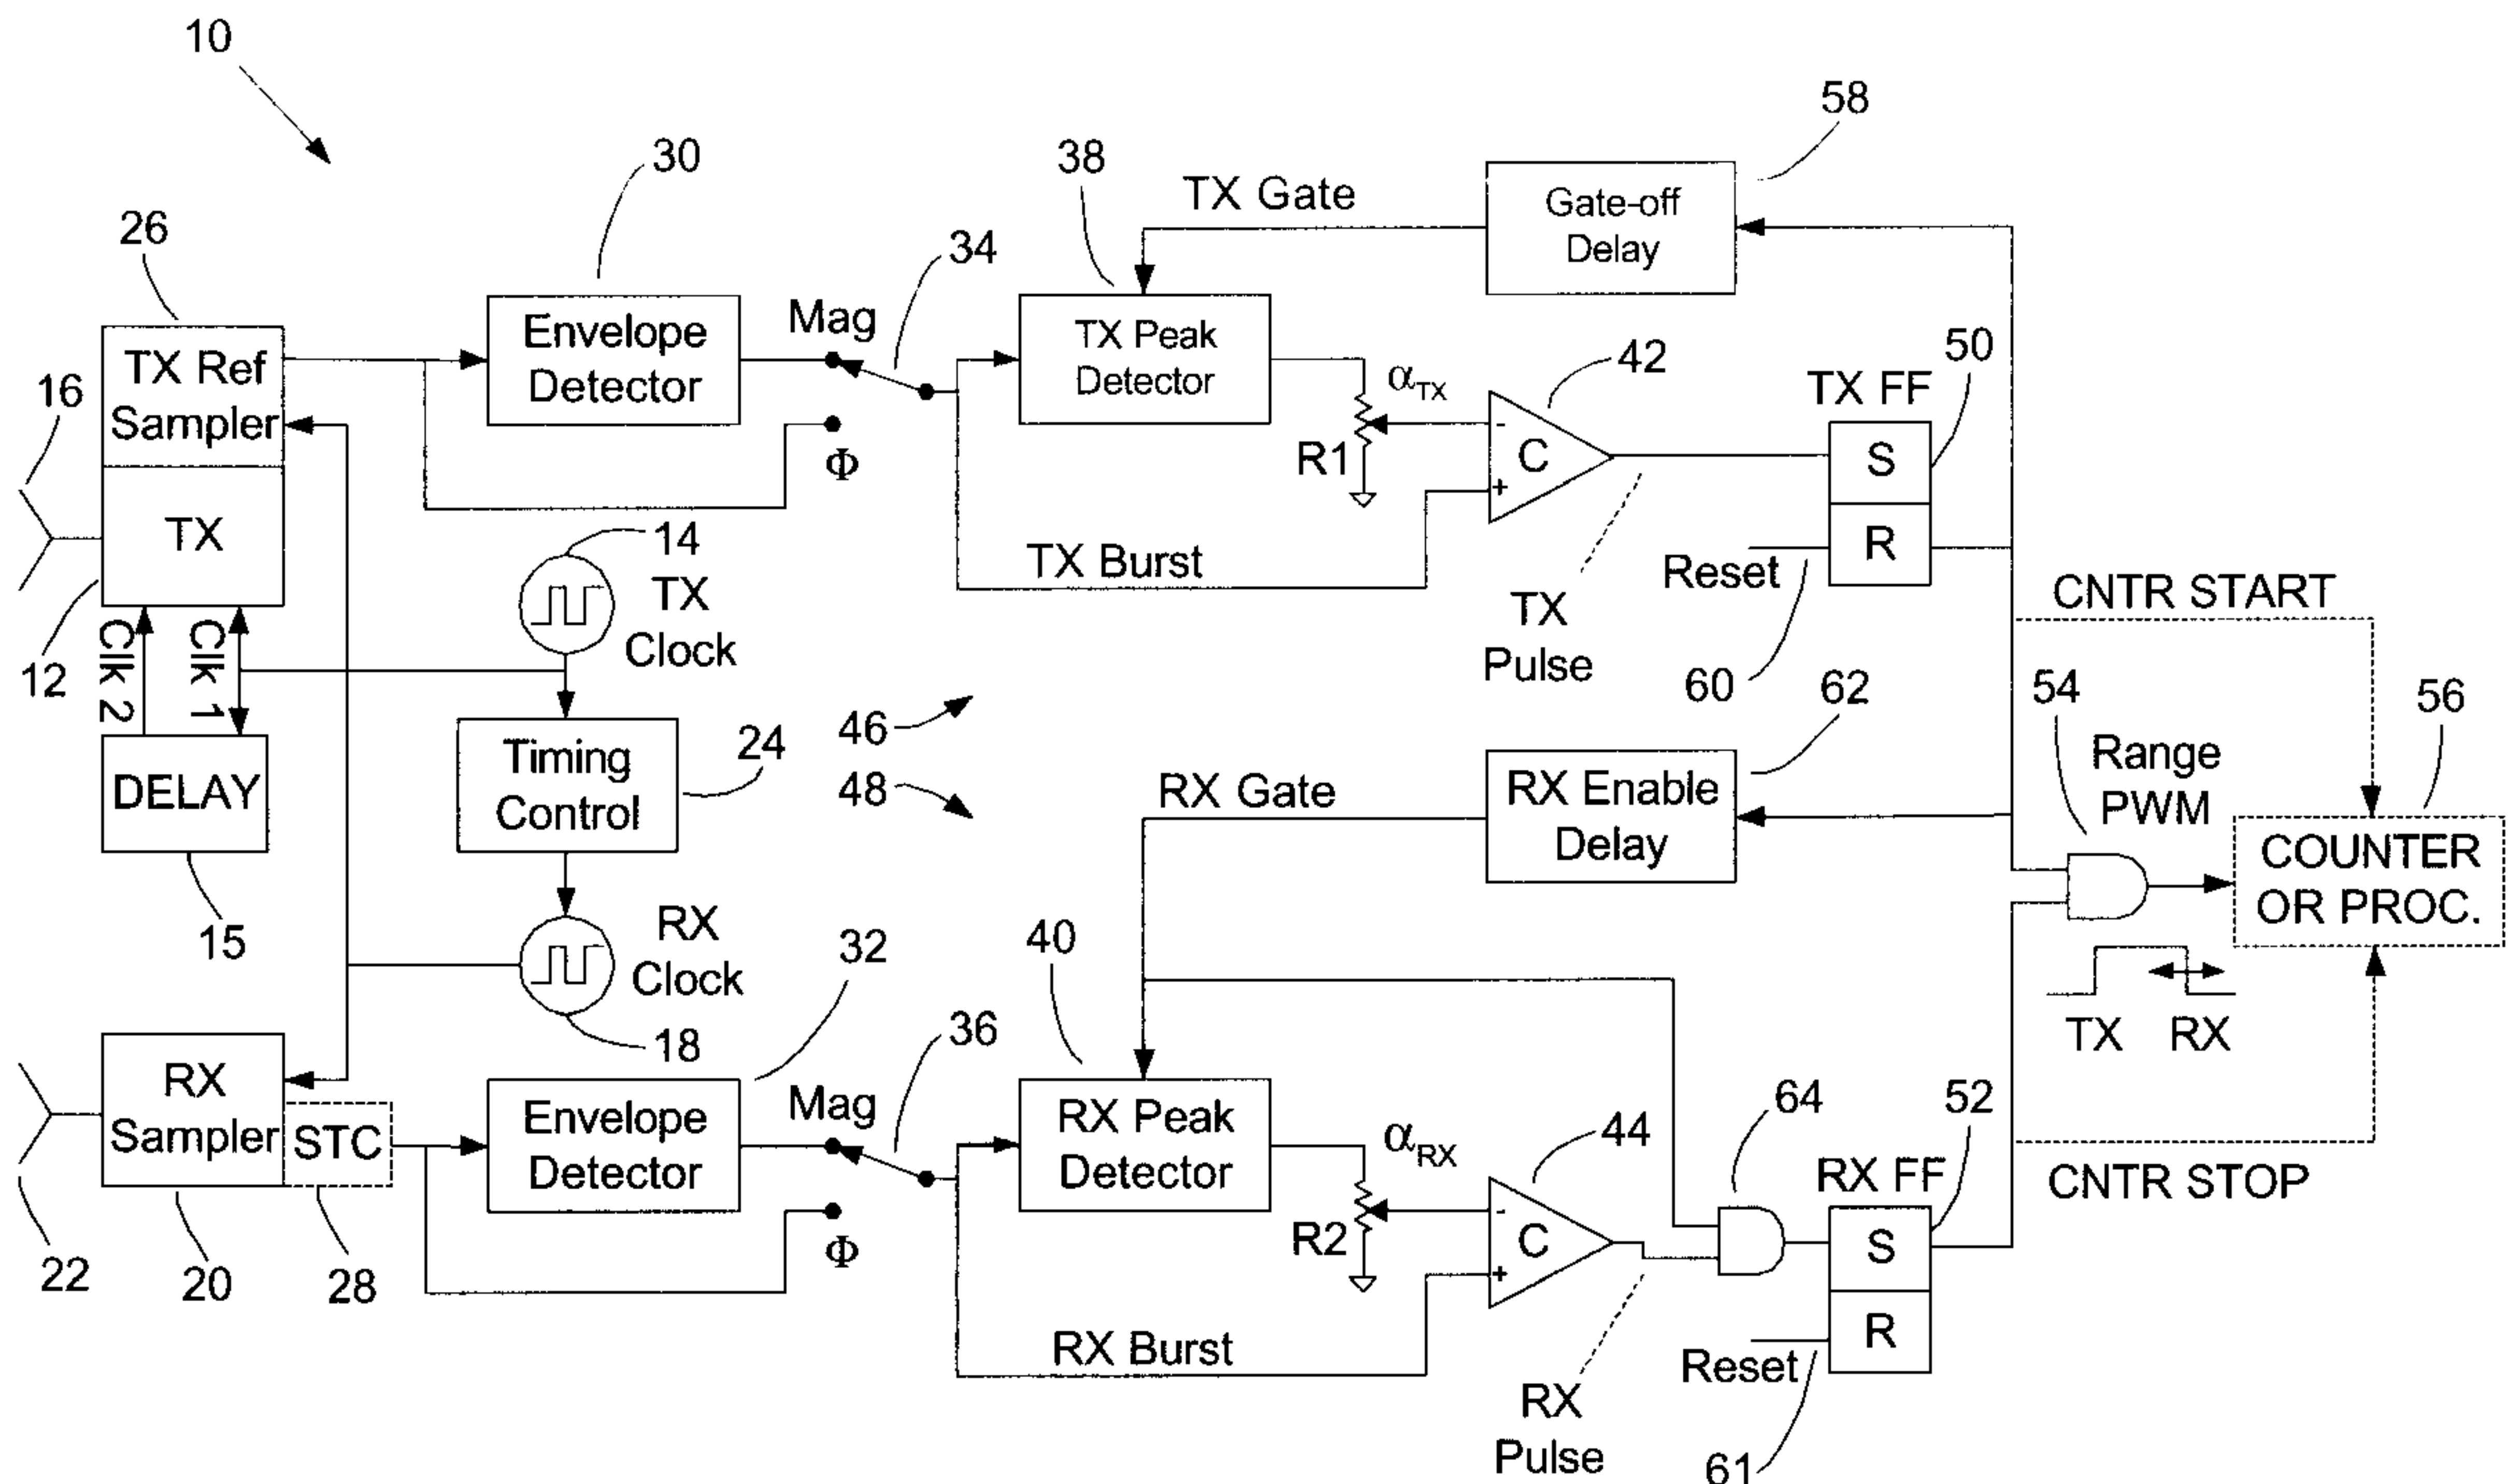 10
58
30
38
TX Gate
Gate-off
Delay
26
34
Mag
TX Ref
Sampler
Envelope
Detector
TX Peak
Detector
αTX
42
50
TX FF
16
Φ
R1
-
C
+
S
R
TX
14
TX
Clock
TX Burst
Reset
TX
Pulse
60
CNTR START
12
Clk 2
Clk 1
62
54
56
46
48
Timing
Control
24
Range
PWM
DELAY
RX Gate
RX Enable
Delay
COUNTER
OR PROC.
15
RX
Clock
32
40
18
36
TX
RX
RX
Sampler
STC
Envelope
Detector
Mag
RX Peak
Detector
αRX
44
64
52
RX FF
CNTR STOP
22
20
28
Φ
R2
-
C
+
S
R
RX Burst
Reset
RX
Pulse
61